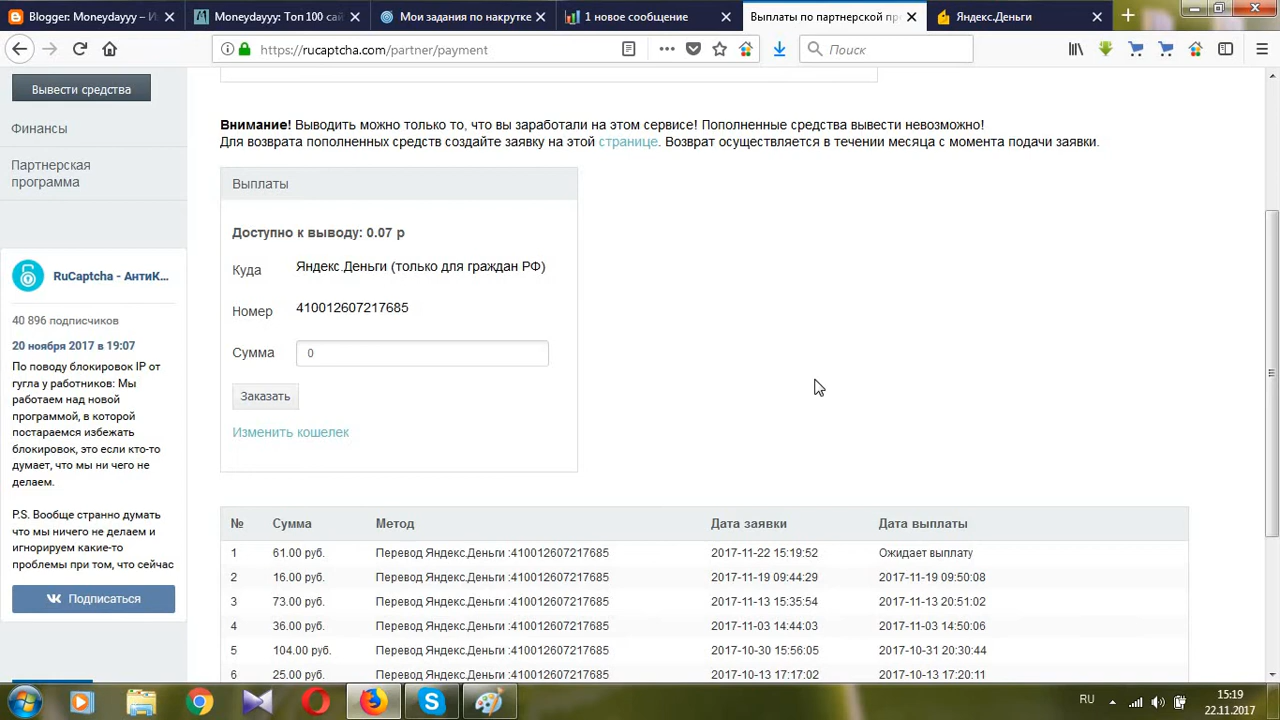 Blogger: Moneydayyy – И
Moneydayyy: Топ 100 сай
Мои задания по накрутке
1 новое сообщение
Выплаты по партнерской пр
Яндекс.Деньги
https://rucaptcha.com/partner/payment
Поиск
Вывести средства
Финансы
Партнерская
программа
RuCaptcha - АнтиК...
40 896 подписчиков
20 ноября 2017 в 19:07
По поводу блокировок IP от
гугла у работников: Мы
работаем над новой
программой, в которой
постараемся избежать
блокировок, это если кто-то
думает, что мы ни чего не
делаем.
P.S. Вообще странно думать
что мы ничего не делаем и
игнорируем какие-то
проблемы при том, что сейчас
Подписаться
Внимание! Выводить можно только то, что вы заработали на этом сервисе! Пополненные средства вывести невозможно!
Для возврата пополненных средств создайте заявку на этой странице. Возврат осуществляется в течении месяца с момента подачи заявки.
Выплаты
Доступно к выводу: 0.07 р
Куда Яндекс.Деньги (только для граждан РФ)
Номер 410012607217685
Сумма 0
Заказать
Изменить кошелек
№ Сумма Метод Дата заявки Дата выплаты
1 61.00 руб. Перевод Яндекс.Деньги :410012607217685 2017-11-22 15:19:52 Ожидает выплату
2 16.00 руб. Перевод Яндекс.Деньги :410012607217685 2017-11-19 09:44:29 2017-11-19 09:50:08
3 73.00 руб. Перевод Яндекс.Деньги :410012607217685 2017-11-13 15:35:54 2017-11-13 20:51:02
4 36.00 руб. Перевод Яндекс.Деньги :410012607217685 2017-11-03 14:44:03 2017-11-03 14:50:06
5 104.00 руб. Перевод Яндекс.Деньги :410012607217685 2017-10-30 15:56:05 2017-10-31 20:30:44
6 25.00 руб. Перевод Яндекс.Деньги :410012607217685 2017-10-13 17:17:02 2017-10-13 17:20:11
RU
15:19
22.11.2017